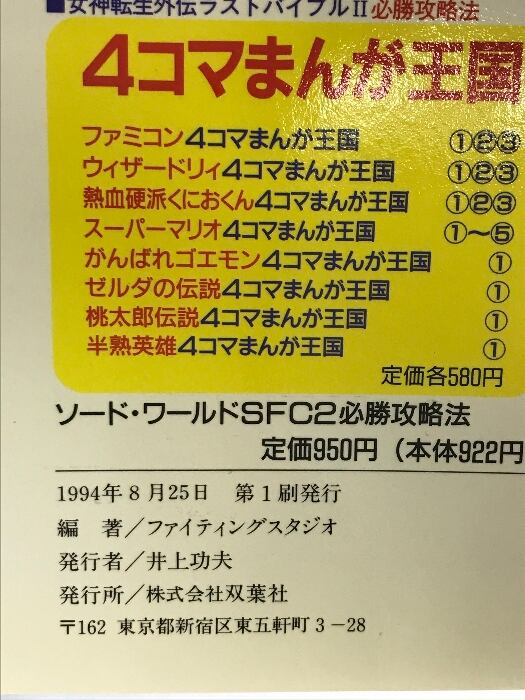 ■女神転生外伝ラストバイブルII必勝攻略法
4コマまんが王国
ファミコン4コマまんが王国 ①②③
ウィザードリィ4コマまんが王国 ①②③
熱血硬派くにおくん4コマまんが王国 ①②③
スーパーマリオ4コマまんが王国 ①〜⑤
がんばれゴエモン4コマまんが王国 ①
ゼルダの伝説4コマまんが王国 ①
桃太郎伝説4コマまんが王国 ①
半熟英雄4コマまんが王国 ①
定価各580円
ソード・ワールドSFC2必勝攻略法
定価950円（本体922円
1994年8月25日 第1刷発行
編 著／ファイティングスタジオ
発行者／井上功夫
発行所／株式会社双葉社
〒162 東京都新宿区東五軒町3−28